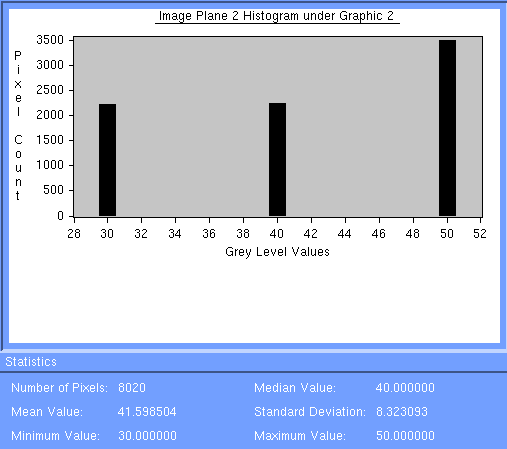 Image Plane 2 Histogram under Graphic 2
Pixel Count
3500
3000
2500
2000
1500
1000
500
0
28 30 32 34 36 38 40 42 44 46 48 50 52
Grey Level Values
Statistics
Number of Pixels: 8020 Median Value: 40.000000
Mean Value: 41.598504 Standard Deviation: 8.323093
Minimum Value: 30.000000 Maximum Value: 50.000000